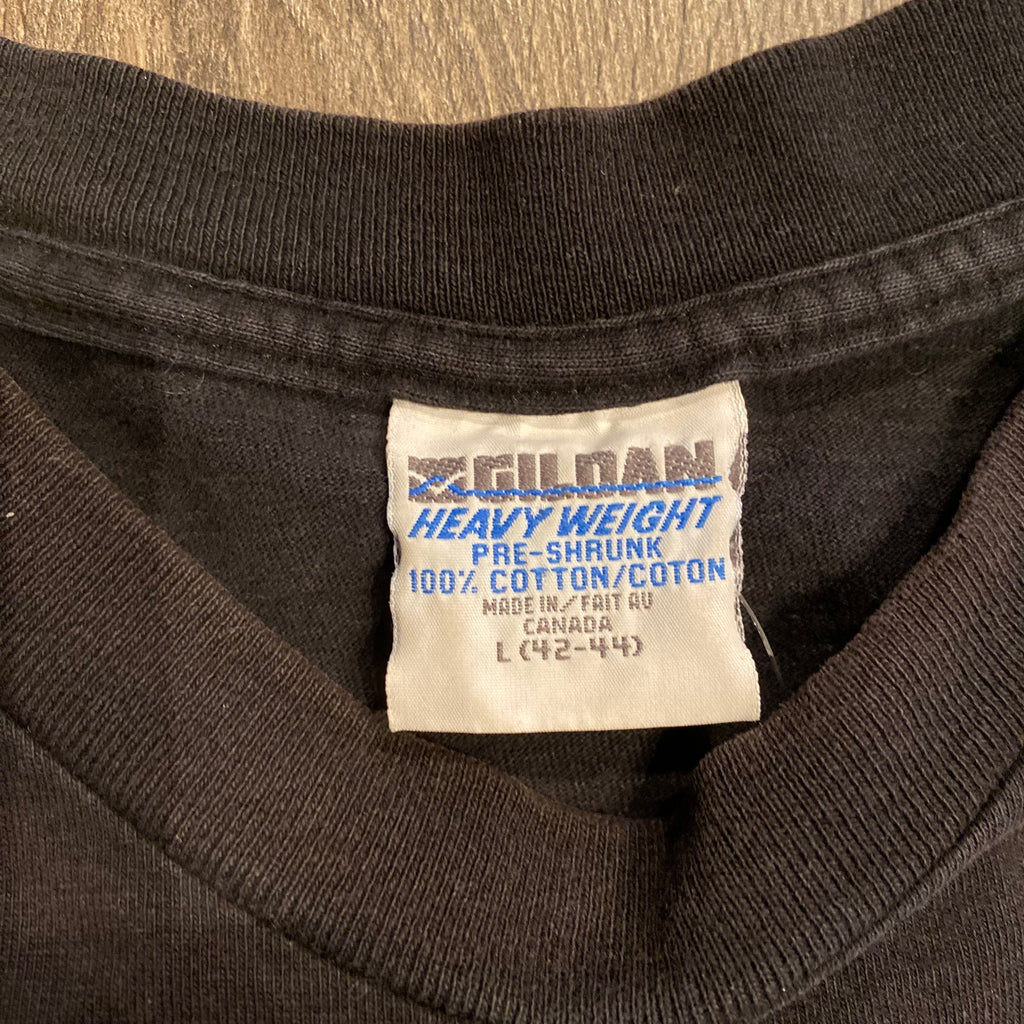 GILDAN
HEAVY WEIGHT
PRE-SHRUNK
100% COTTON/COTON
MADE IN/FAIT AU
CANADA
L (42-44)